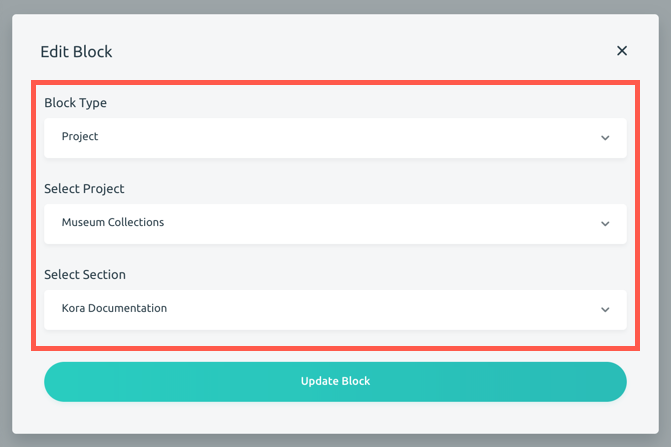 Edit Block
Block Type
Project
Select Project
Museum Collections
Select Section
Kora Documentation
Update Block